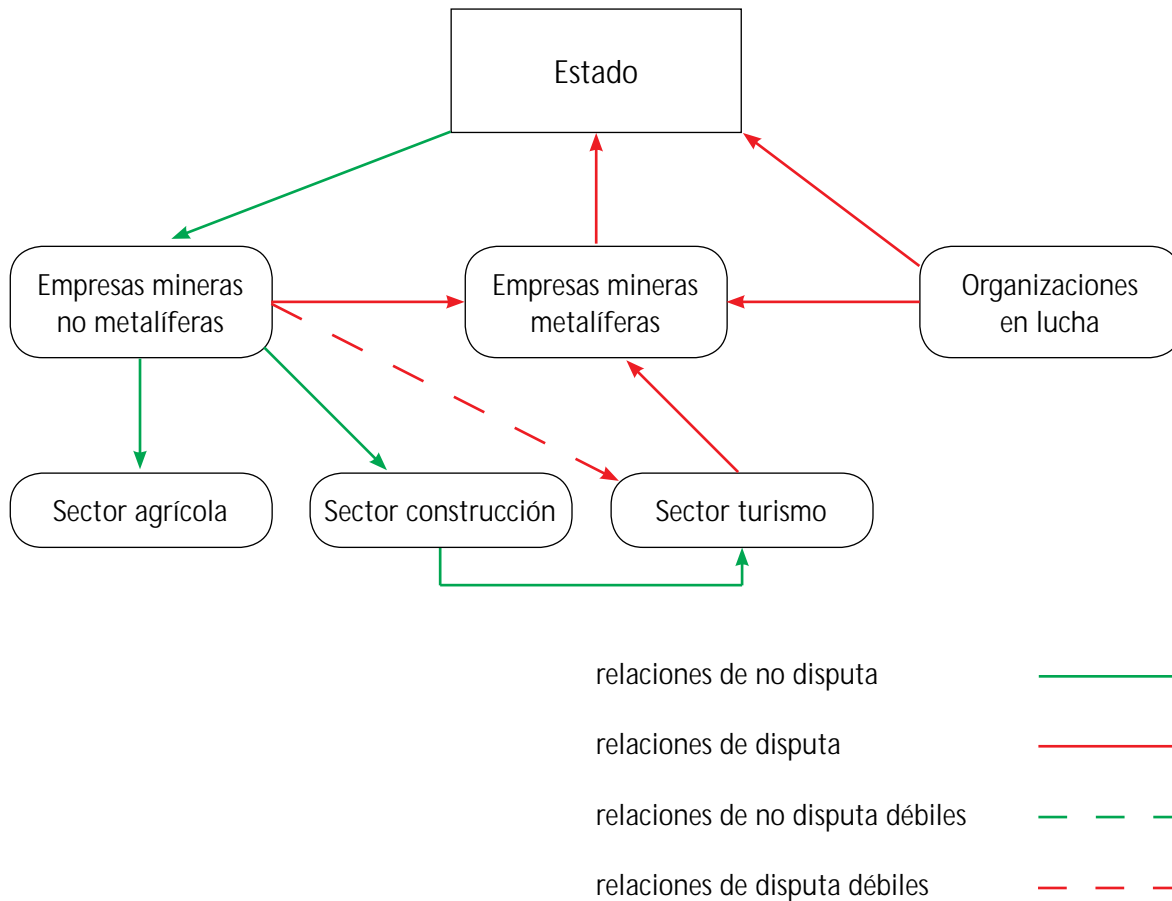 Estado
Empresas mineras
no metalíferas
Empresas mineras
metalíferas
Organizaciones
en lucha
Sector agrícola
Sector construcción
Sector turismo
relaciones de no disputa
relaciones de disputa
relaciones de no disputa débiles
relaciones de disputa débiles